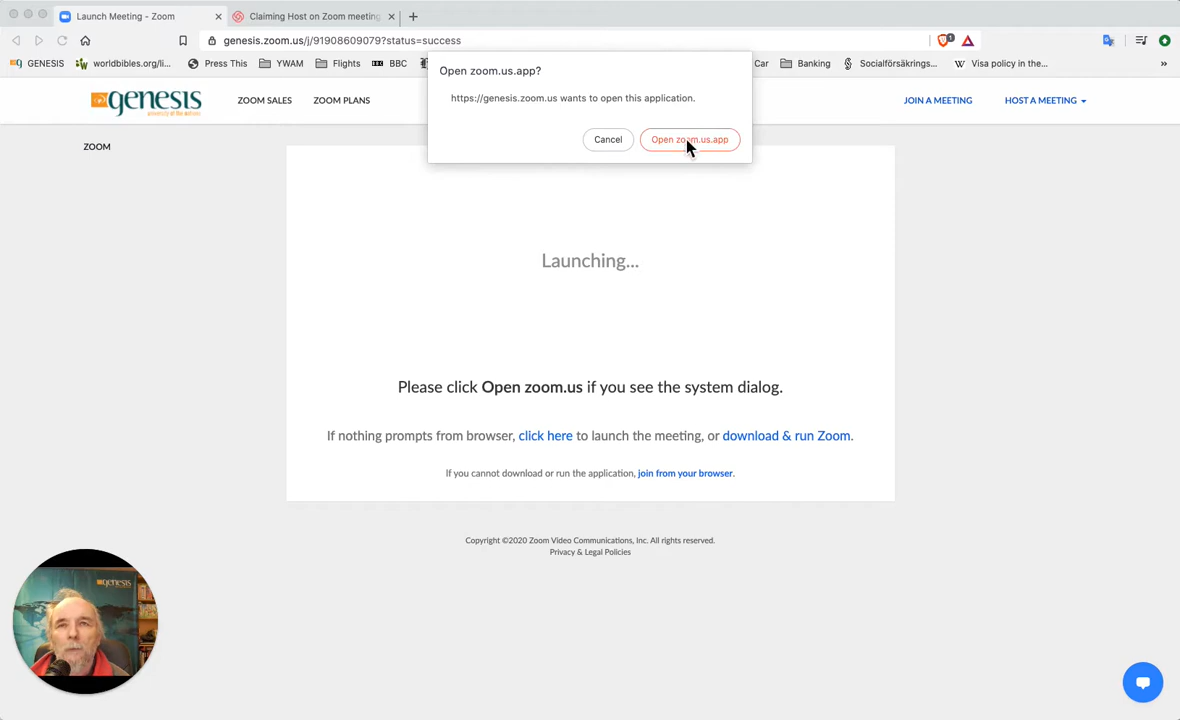 Launch Meeting - Zoom
Claiming Host on Zoom meeting
genesis.zoom.us/j/91908609079?status=success
1
GENESIS
worldbibles.org/li...
Press This
Flights
YWAM
BBC
Car
Banking
Socialförsäkrings...
Visa policy in the...
»
Open zoom.us.app?
https://genesis.zoom.us wants to open this application.
Cancel
Open zoom.us.app
genesis
ZOOM SALES
ZOOM PLANS
JOIN A MEETING
HOST A MEETING
ZOOM
Launching...
Please click Open zoom.us if you see the system dialog.
If nothing prompts from browser, click here to launch the meeting, or download & run Zoom.
If you cannot download or run the application, join from your browser.
Copyright ©2020 Zoom Video Communications, Inc. All rights reserved.
Privacy & Legal Policies
genesis